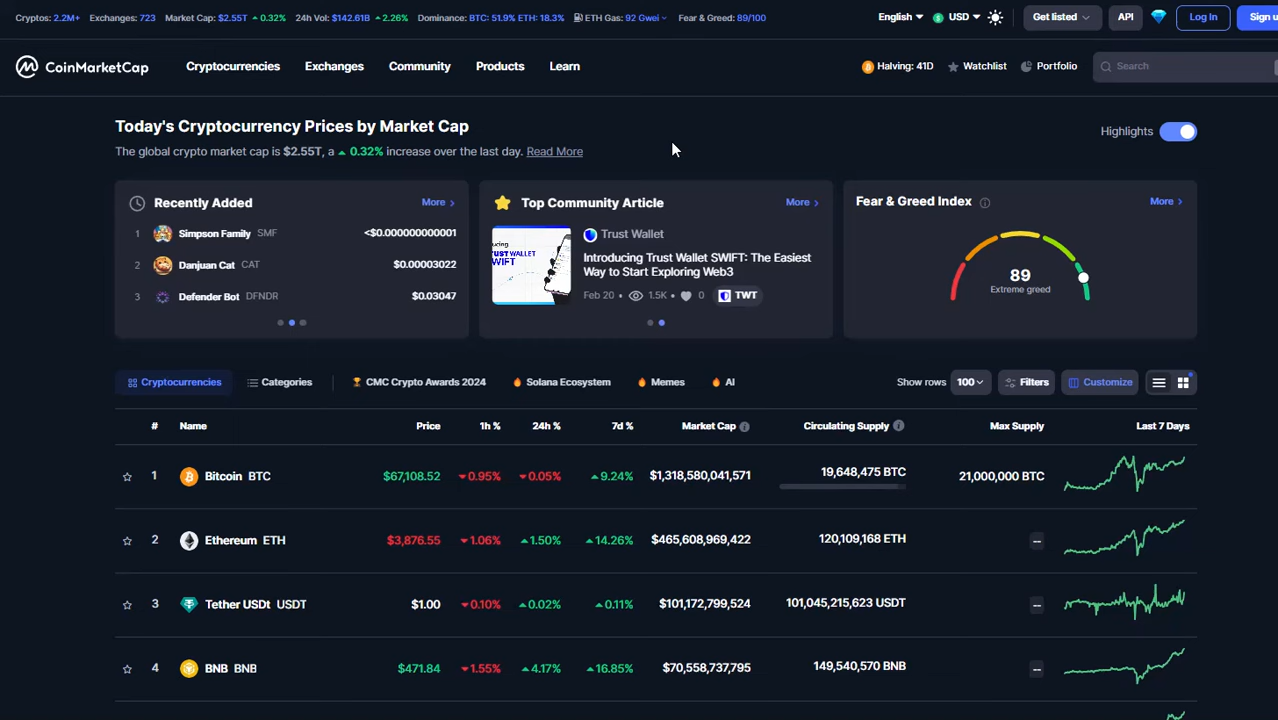 Cryptos: 2.2M+ Exchanges: 723 Market Cap: $2.55T 0.32% 24h Vol: $142.61B 2.26% Dominance: BTC: 51.9% ETH: 18.3% ETH Gas: 92 Gwei Fear & Greed: 89/100 English USD Get listed API Log In Sign u
CoinMarketCap Cryptocurrencies Exchanges Community Products Learn Halving: 41D Watchlist Portfolio Search
Today's Cryptocurrency Prices by Market Cap Highlights
The global crypto market cap is $2.55T, a 0.32% increase over the last day. Read More
Recently Added More
1 Simpson Family SMF <$0.000000000001
2 Danjuan Cat CAT $0.00003022
3 Defender Bot DFNDR $0.03047
Top Community Article More
Trust Wallet
Introducing Trust Wallet SWIFT: The Easiest
Way to Start Exploring Web3
Feb 20 • 1.5K • 0 TWT
ucing
UST WALLET
WIFT
Fear & Greed Index More
89
Extreme greed
Cryptocurrencies Categories CMC Crypto Awards 2024 Solana Ecosystem Memes AI Show rows 100 Filters Customize
# Name Price 1h % 24h % 7d % Market Cap Circulating Supply Max Supply Last 7 Days
1 Bitcoin BTC $67,108.52 0.95% 0.05% 9.24% $1,318,580,041,571 19,648,475 BTC 21,000,000 BTC
2 Ethereum ETH $3,876.55 1.06% 1.50% 14.26% $465,608,969,422 120,109,168 ETH --
3 Tether USDt USDT $1.00 0.10% 0.02% 0.11% $101,172,799,524 101,045,215,623 USDT --
4 BNB BNB $471.84 1.55% 4.17% 16.85% $70,558,737,795 149,540,570 BNB --